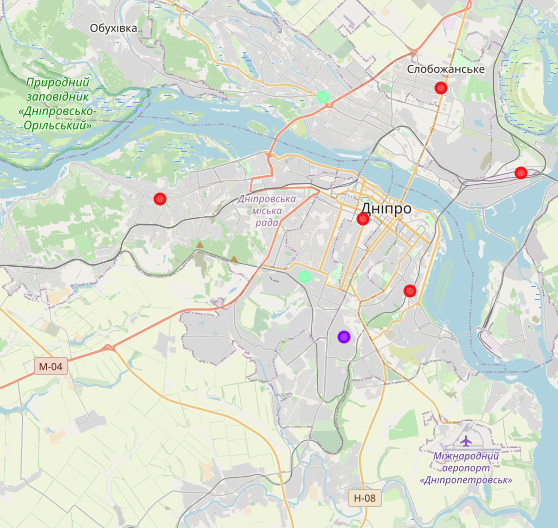 Обухівка
Слобожанське
Природний
заповідник
«Дніпровсько-
Орільський»
Дніпровська
міська
рада
Дніпро
М-04
Міжнародний
аеропорт
«Дніпропетровськ»
Н-08